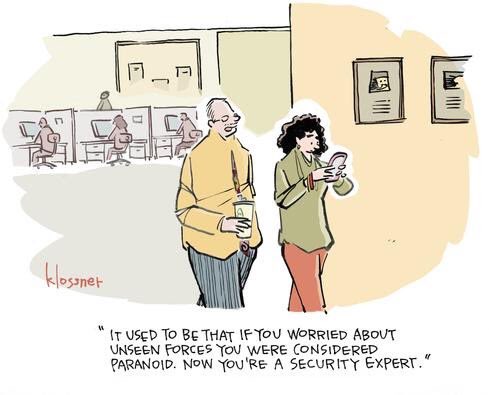 klossner
"IT USED TO BE THAT IF YOU WORRIED ABOUT
UNSEEN FORCES YOU WERE CONSIDERED
PARANOID. NOW YOU'RE A SECURITY EXPERT."